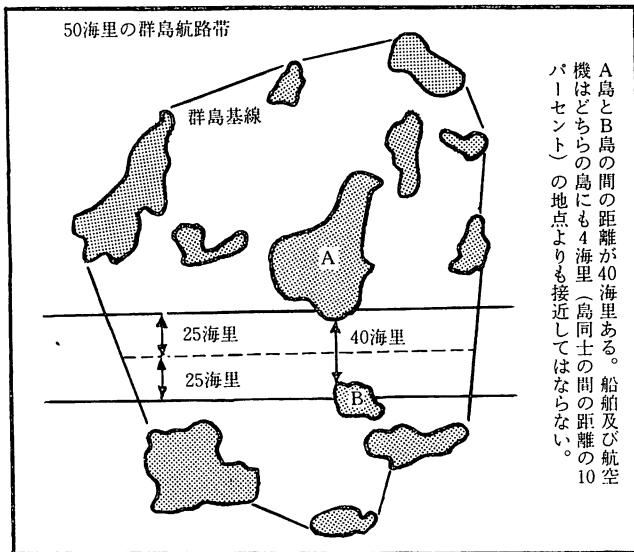 50海里の群島航路帯
A島とB島の間の距離が40海里ある。船舶及び航空
機はどちらの島にも4海里（島同士の間の距離の10
パーセント）の地点よりも接近してはならない。
群島基線
A
25海里
40海里
25海里
B